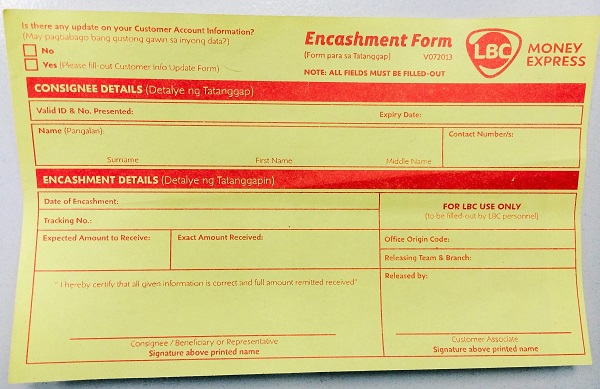 Is there any update on your Customer Account Information?
(May pagbabago bang gustong gawin sa inyong data?)
No
Yes (Please fill-out Customer Info Update Form)
Encashment Form
(Form para sa Tatanggap) V072013
NOTE: ALL FIELDS MUST BE FILLED-OUT
LBC
MONEY
EXPRESS
CONSIGNEE DETAILS (Detalye ng Tatanggap)
Valid ID & No. Presented: Expiry Date:
Name (Pangalan): Contact Number/s:
Surname First Name Middle Name
ENCASHMENT DETAILS (Detalye ng Tatanggapin)
Date of Encashment:
Tracking No.:
FOR LBC USE ONLY
(to be filled-out by LBC personnel)
Expected Amount to Receive: Exact Amount Received:
Office Origin Code:
Releasing Team & Branch:
Released by:
" I hereby certify that all given information is correct and full amount remitted received"
Consignee / Beneficiary or Representative
Signature above printed name
Customer Associate
Signature above printed name